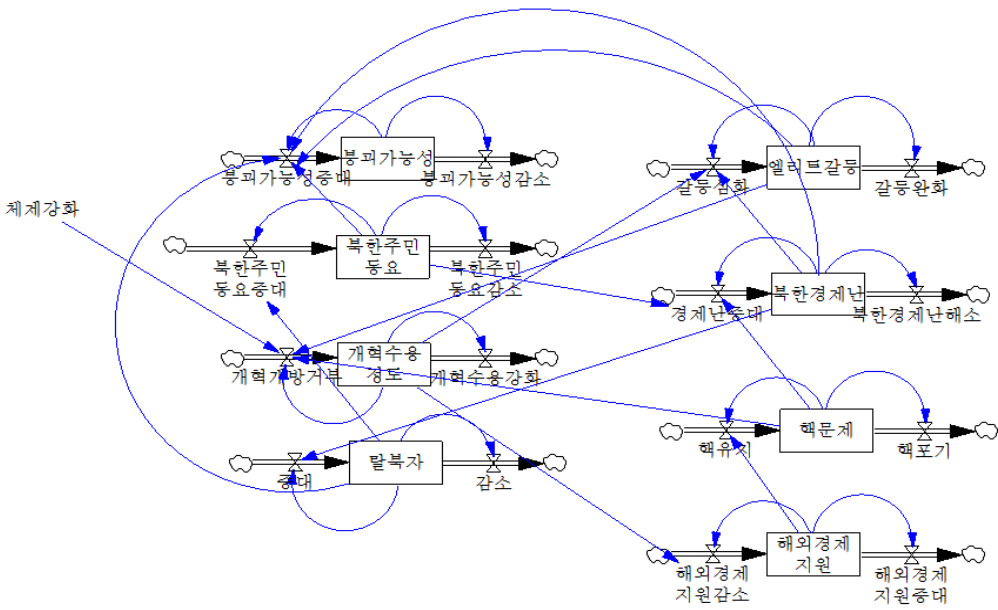 붕괴가능성
붕괴가능성증대
붕괴가능성감소
엘리트갈등
갈등심화
갈등완화
체제강화
북한주민
동요
북한주민
동요증대
북한주민
동요감소
북한경제난
경제난증대
북한경제난해소
개혁수용
정도
개혁개방거부
개혁수용강화
핵문제
핵유지
핵포기
탈북자
증대
감소
해외경제
지원
해외경제
지원감소
해외경제
지원증대